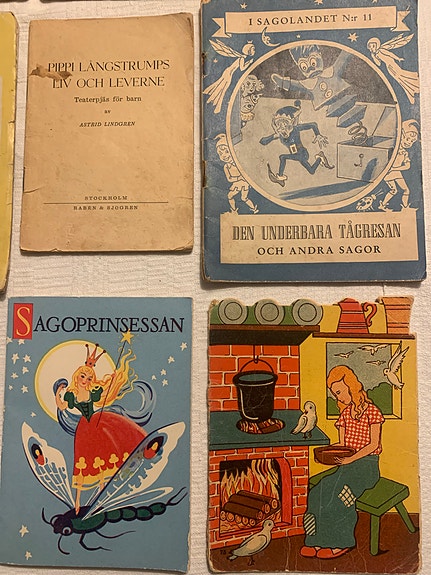 PIPPI LÅNGSTRUMPS
LIV OCH LEVERNE
Teaterpjäs för barn
av
ASTRID LINDGREN
STOCKHOLM
RABÉN & SJÖGREN
I SAGOLANDET N:r 11
DEN UNDERBARA TÅGRESAN
OCH ANDRA SAGOR
SAGOPRINSESSAN